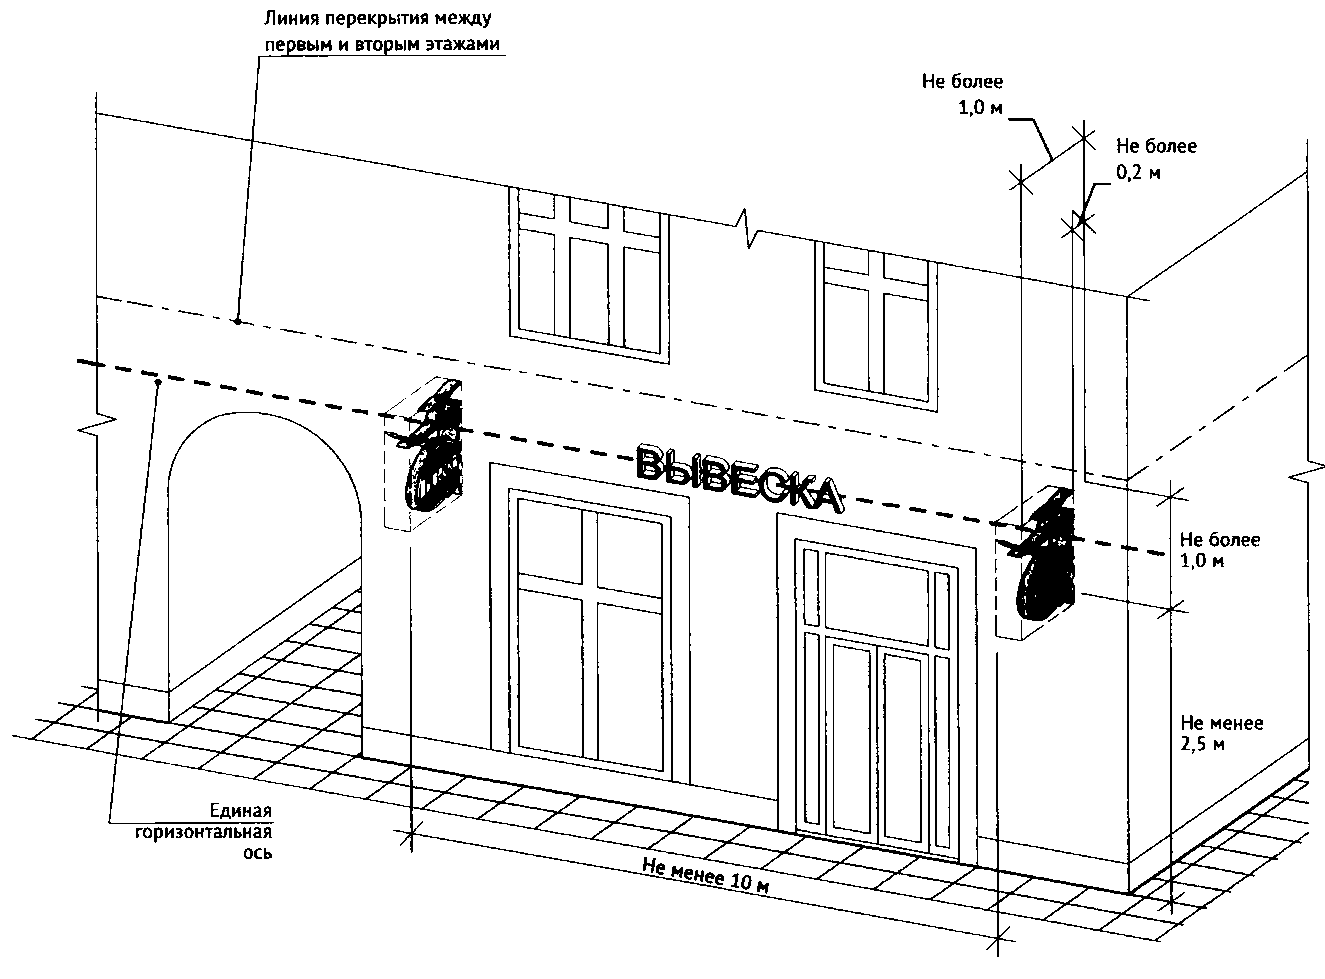 Линия перекрытия между
первым и вторым этажами
Не более
1,0 м
Не более
0,2 м
ВЫВЕСКА
Не более
1,0 м
Не менее
2,5 м
Единая
горизонтальная
ось
Не менее 10 м